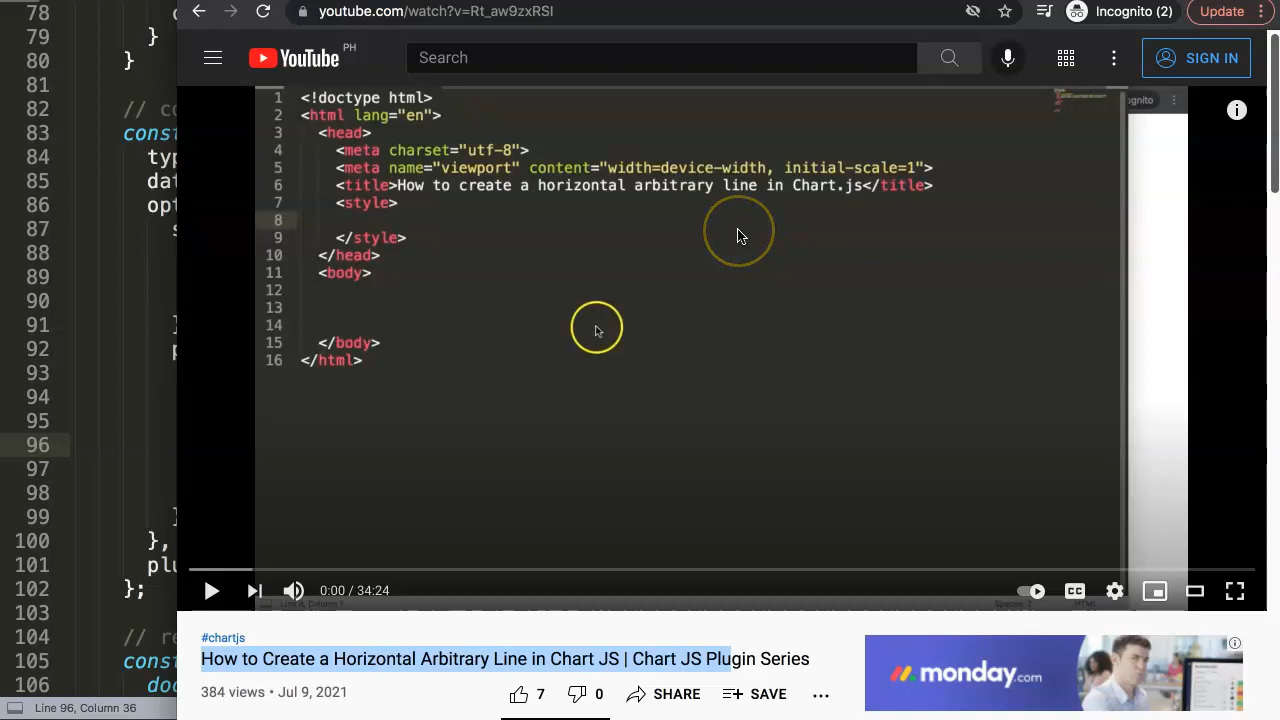 78
79 }
80 }
81
82 // co
83 const
84 typ
85 dat
86 opt
87
88
89
90
91
92
93
94
95
96
97
98
99
100 },
101 plu
102 };
103
104 // re
105 const
106 doc
Line 96, Column 36
youtube.com/watch?v=Rt_aw9zxRSI
Incognito (2)
Update
YouTube PH
Search
SIGN IN
1 <!doctype html>
2 <html lang="en">
3 <head>
4 <meta charset="utf-8">
5 <meta name="viewport" content="width=device-width, initial-scale=1">
6 <title>How to create a horizontal arbitrary line in Chart.js</title>
7 <style>
8
9 </style>
10 </head>
11 <body>
12
13
14
15 </body>
16 </html>
0:00 / 34:24
CC
#chartjs
How to Create a Horizontal Arbitrary Line in Chart JS | Chart JS Plugin Series
384 views • Jul 9, 2021
7
0
SHARE
SAVE
monday.com